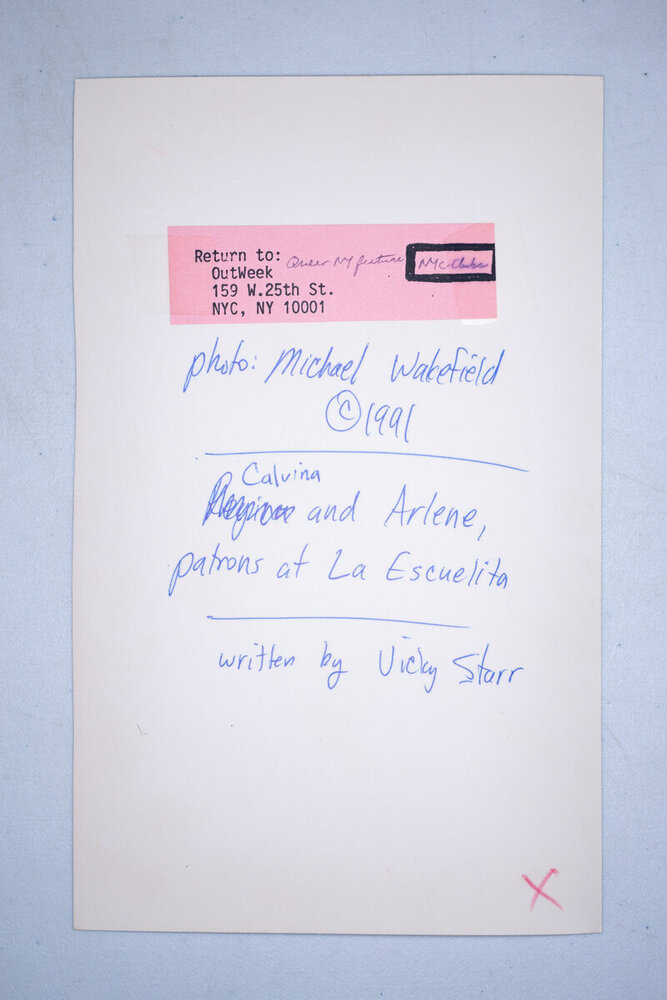 Return to: Queer NY feature NYC Clubs
OutWeek
159 W.25th St.
NYC, NY 10001
photo: Michael Wakefield
©1991
Calvina
and Arlene,
patrons at La Escuelita
written by Vicky Starr
X